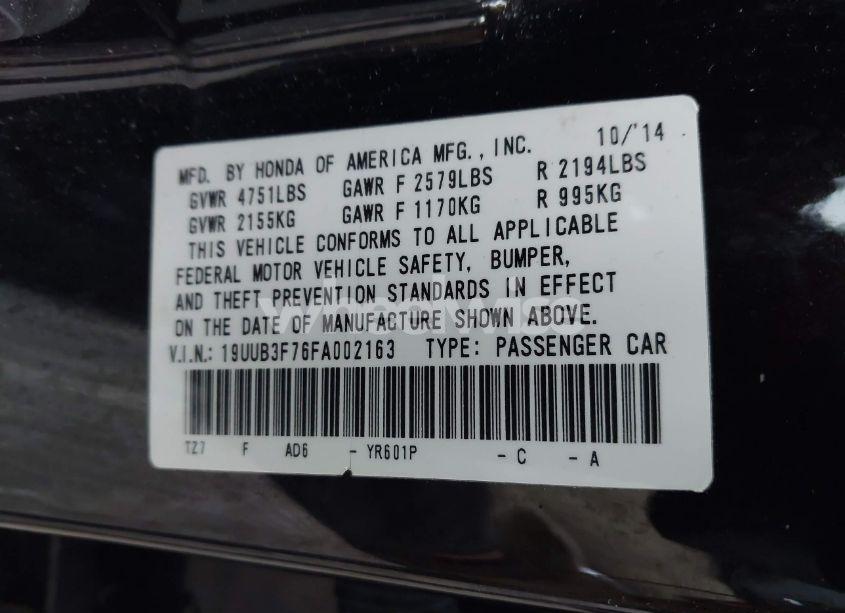 MFD. BY HONDA OF AMERICA MFG., INC. 10/'14
GVWR 4751LBS GAWR F 2579LBS R 2194LBS
GVWR 2155KG GAWR F 1170KG R 995KG
THIS VEHICLE CONFORMS TO ALL APPLICABLE
FEDERAL MOTOR VEHICLE SAFETY, BUMPER,
AND THEFT PREVENTION STANDARDS IN EFFECT
ON THE DATE OF MANUFACTURE SHOWN ABOVE.
V.I.N.: 19UUB3F76FA002163 TYPE: PASSENGER CAR
TZ7 F AD6 - YR601P - C - A